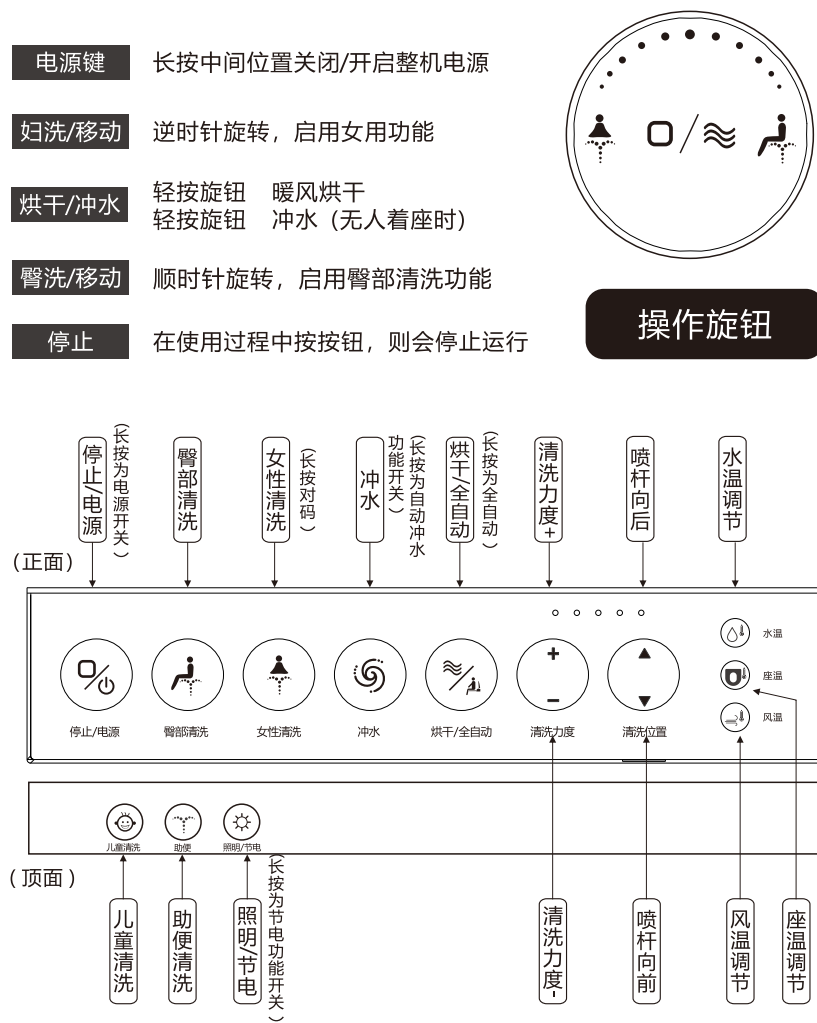 电源键
长按中间位置关闭/开启整机电源
妇洗/移动
逆时针旋转，启用女用功能
烘干/冲水
轻按旋钮 暖风烘干
轻按旋钮 冲水（无人着座时）
臀洗/移动
顺时针旋转，启用臀部清洗功能
停止
在使用过程中按按钮，则会停止运行
操作旋钮
停止/电源
（长按为电源开关）
臀部清洗
女性清洗
（长按对码）
冲水
（长按为自动冲水
功能开关）
烘干/全自动
（长按为全自动）
清洗力度+
喷杆向后
水温调节
（正面）
水温
座温
风温
停止/电源
臀部清洗
女性清洗
冲水
烘干/全自动
清洗力度
清洗位置
儿童清洗
助便
照明/节电
（顶面）
儿童清洗
助便清洗
照明/节电
（长按为节电功能开关）
清洗力度-
喷杆向前
风温调节
座温调节